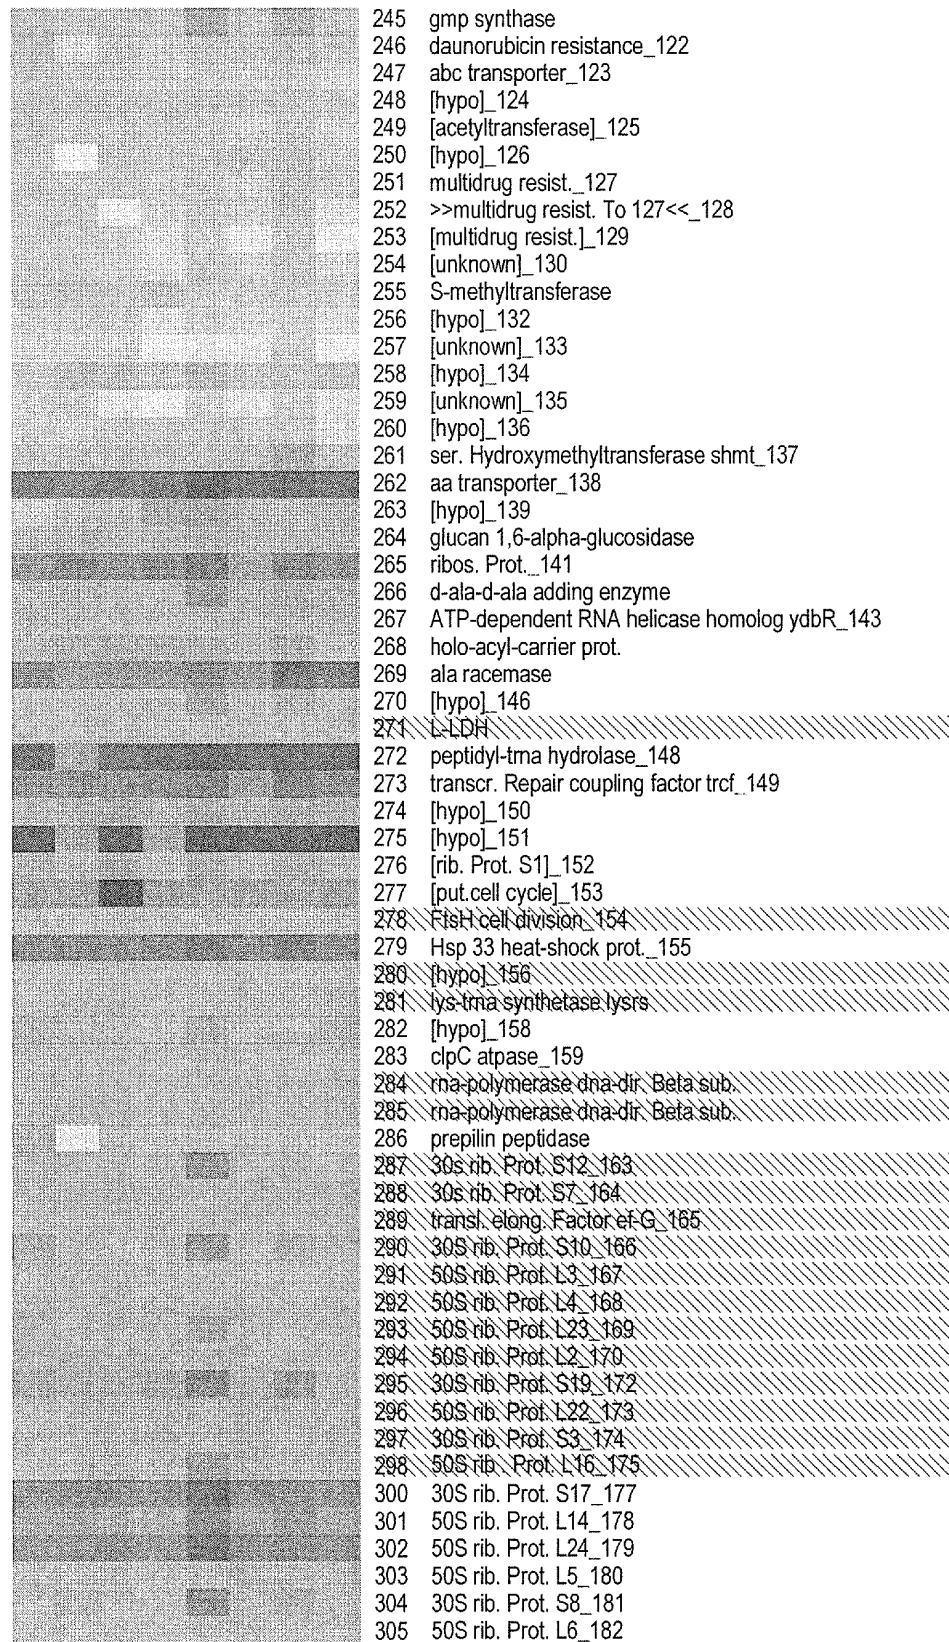 245 gmp synthase
246 daunorubicin resistance_122
247 abc transporter_123
248 [hypo]_124
249 [acetyltransferase]_125
250 [hypo]_126
251 multidrug resist._127
252 >>multidrug resist. To 127<<_128
253 [multidrug resist.]_129
254 [unknown]_130
255 S-methyltransferase
256 [hypo]_132
257 [unknown]_133
258 [hypo]_134
259 [unknown]_135
260 [hypo]_136
261 ser. Hydroxymethyltransferase shmt_137
262 aa transporter_138
263 [hypo]_139
264 glucan 1,6-alpha-glucosidase
265 ribos. Prot._141
266 d-ala-d-ala adding enzyme
267 ATP-dependent RNA helicase homolog ydbR_143
268 holo-acyl-carrier prot.
269 ala racemase
270 [hypo]_146
271 L-LDH
272 peptidyl-trna hydrolase_148
273 transcr. Repair coupling factor trcf_149
274 [hypo]_150
275 [hypo]_151
276 [rib. Prot. S1]_152
277 [put.cell cycle]_153
278 FtsH cell division_154
279 Hsp 33 heat-shock prot._155
280 [hypo]_156
281 lys-trna synthetase lysrs
282 [hypo]_158
283 clpC atpase_159
284 rna-polymerase dna-dir. Beta sub.
285 rna-polymerase dna-dir. Beta sub.
286 prepilin peptidase
287 30s rib. Prot. S12_163
288 30s rib. Prot. S7_164
289 transl. elong. Factor ef-G_165
290 30S rib. Prot. S10_166
291 50S rib. Prot. L3_167
292 50S rib. Prot. L4_168
293 50S rib. Prot. L23_169
294 50S rib. Prot. L2_170
295 30S rib. Prot. S19_172
296 50S rib. Prot. L22_173
297 30S rib. Prot. S3_174
298 50S rib. Prot. L16_175
300 30S rib. Prot. S17_177
301 50S rib. Prot. L14_178
302 50S rib. Prot. L24_179
303 50S rib. Prot. L5_180
304 30S rib. Prot. S8_181
305 50S rib. Prot. L6_182